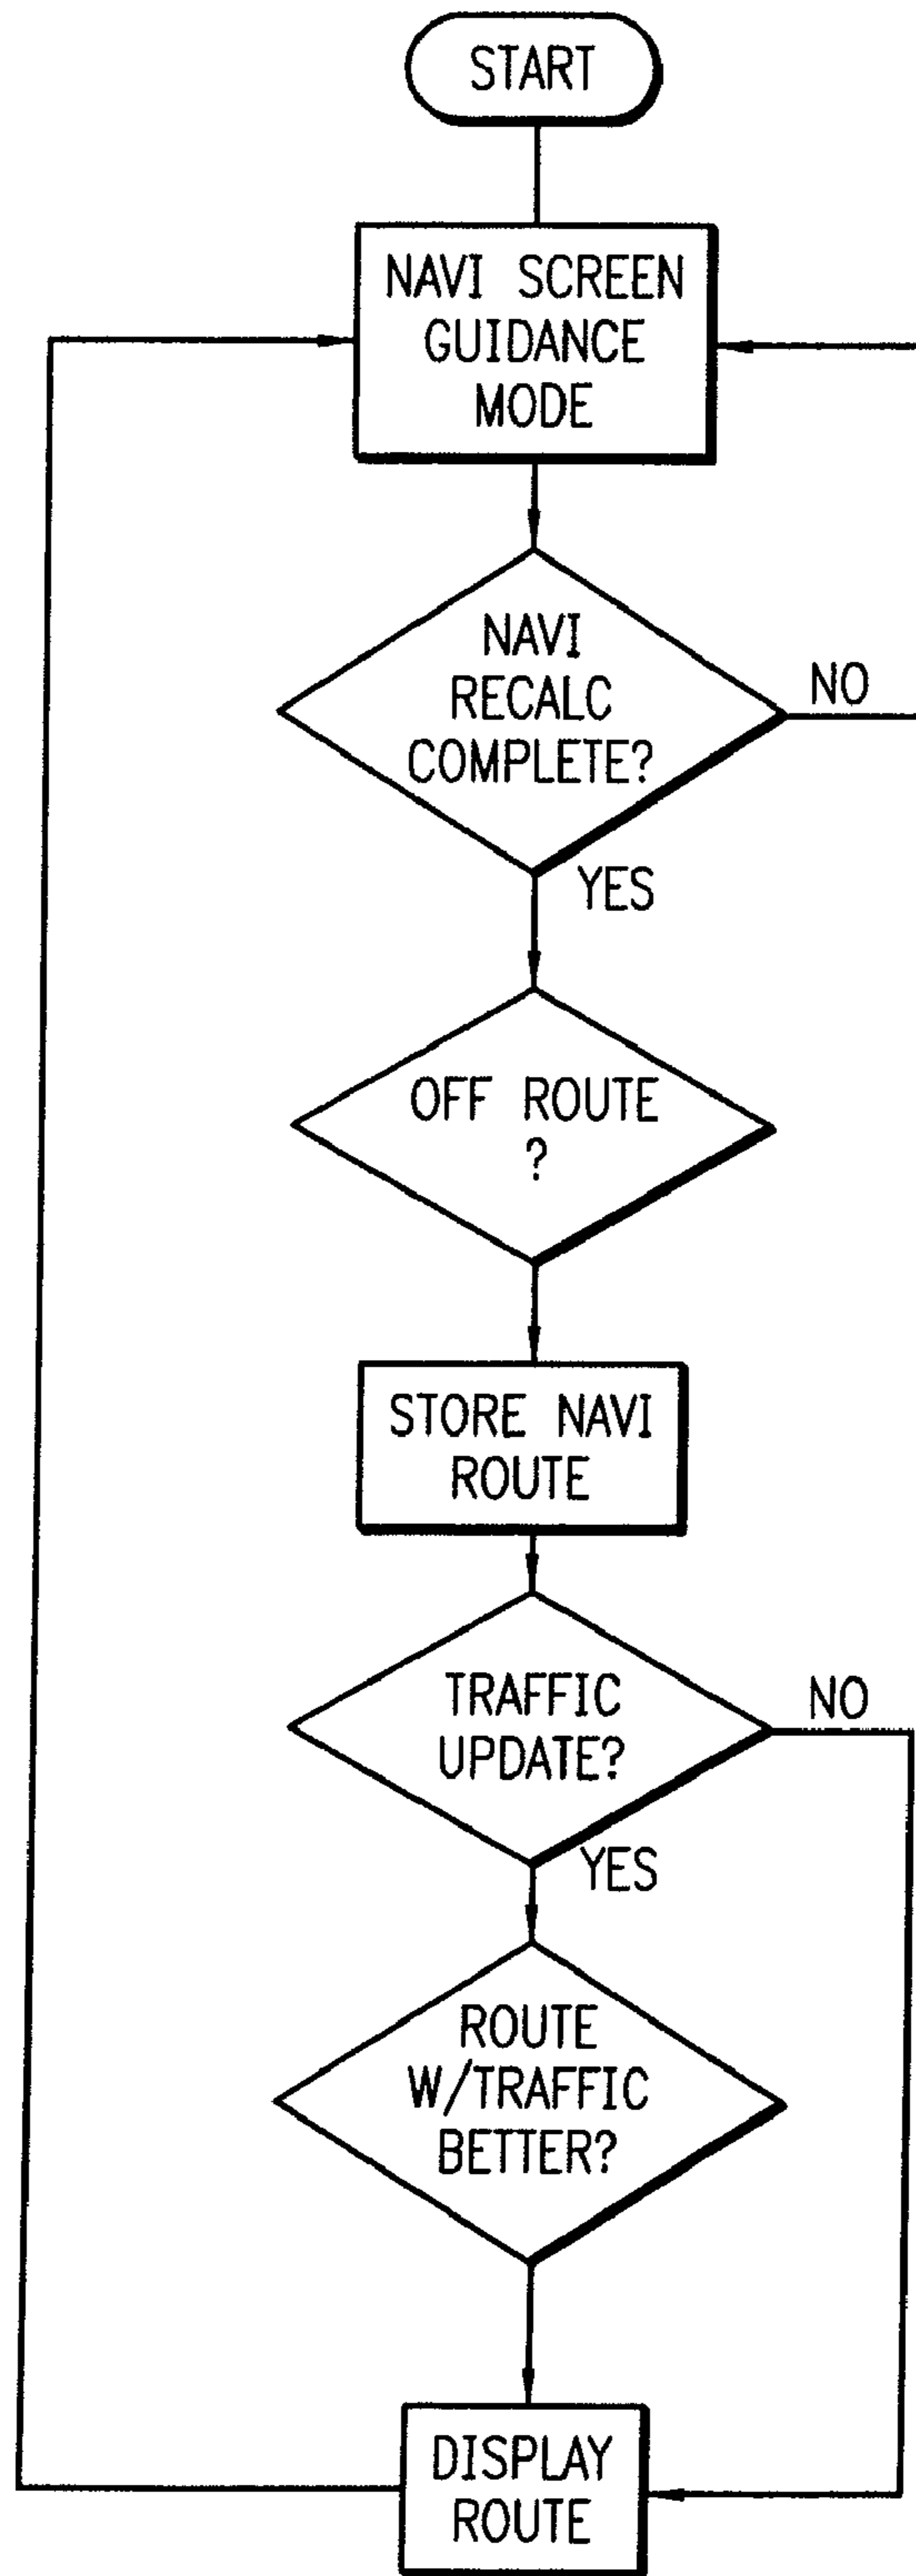 START
NAVI SCREEN
GUIDANCE
MODE
NAVI
RECALC
COMPLETE?
NO
YES
OFF ROUTE
?
STORE NAVI
ROUTE
TRAFFIC
UPDATE?
NO
YES
ROUTE
W/TRAFFIC
BETTER?
DISPLAY
ROUTE